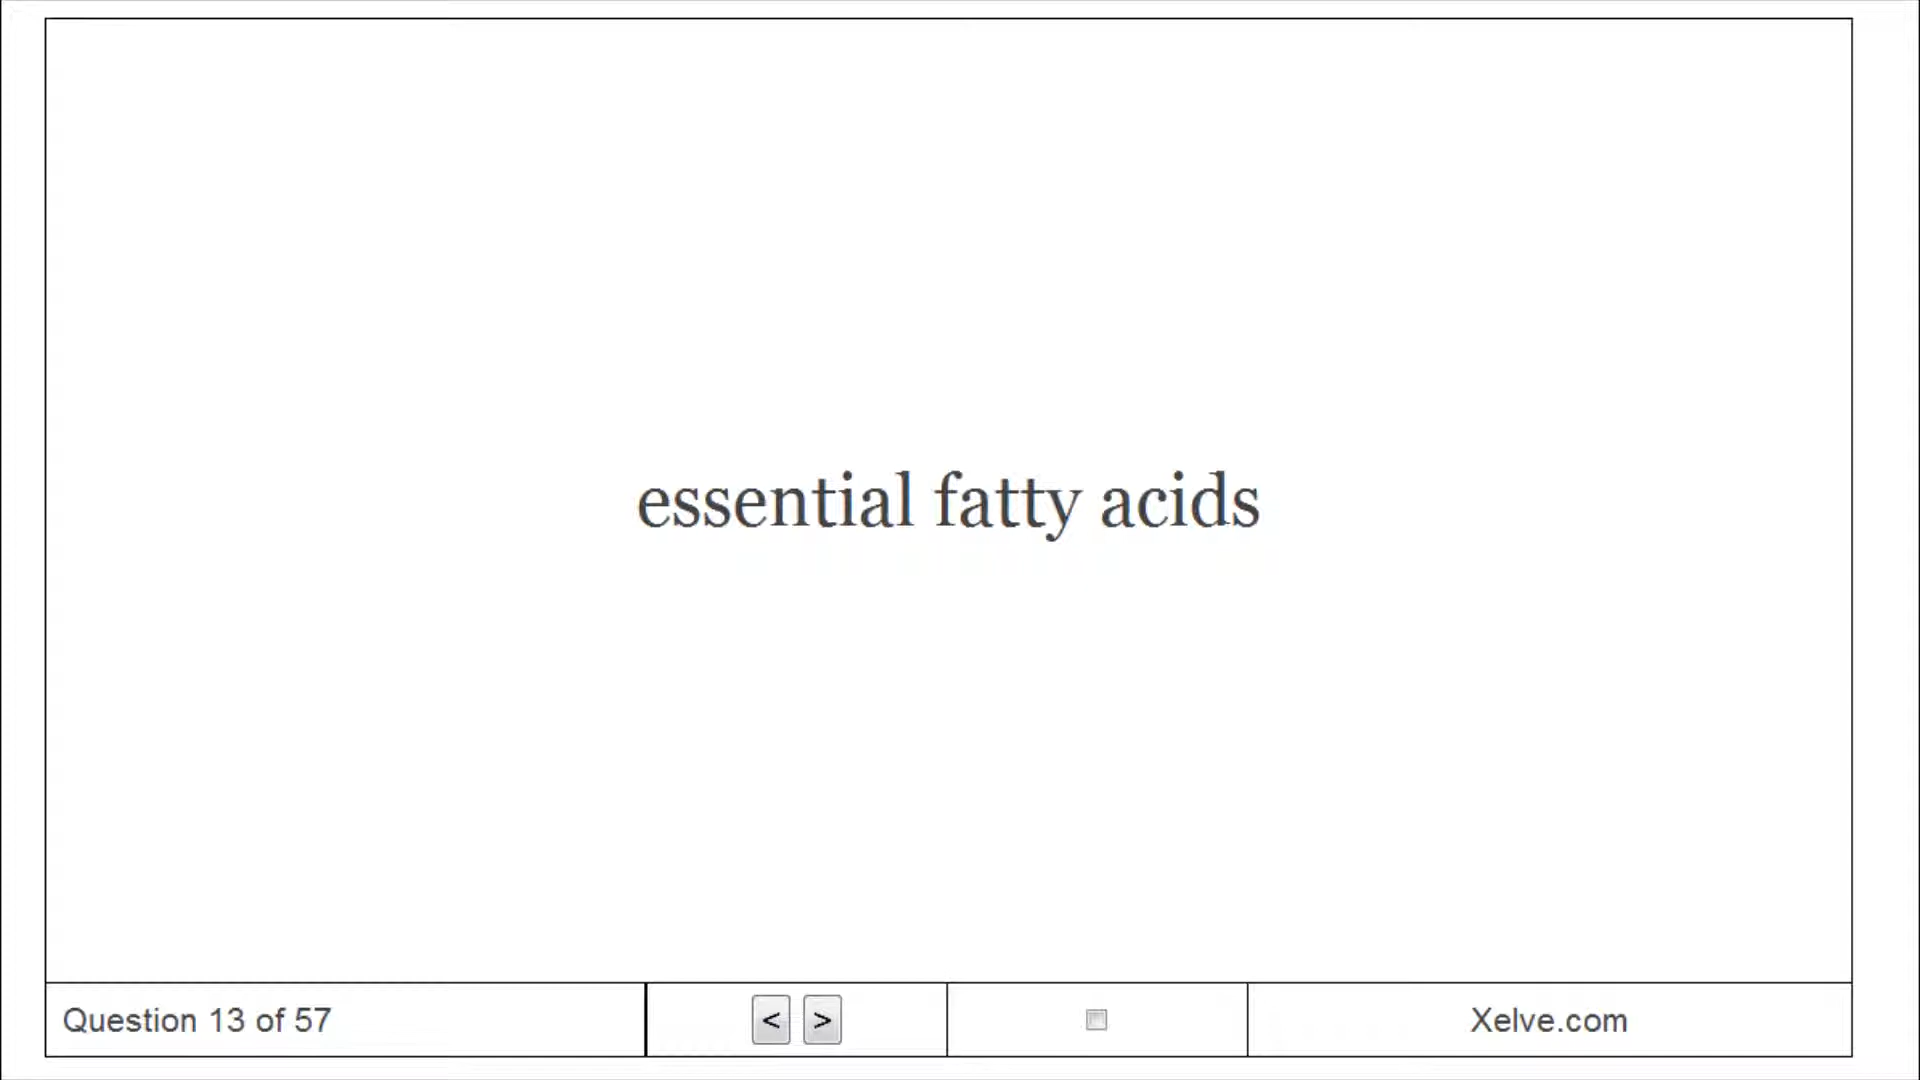 essential fatty acids
Question 13 of 57
< >
Xelve.com